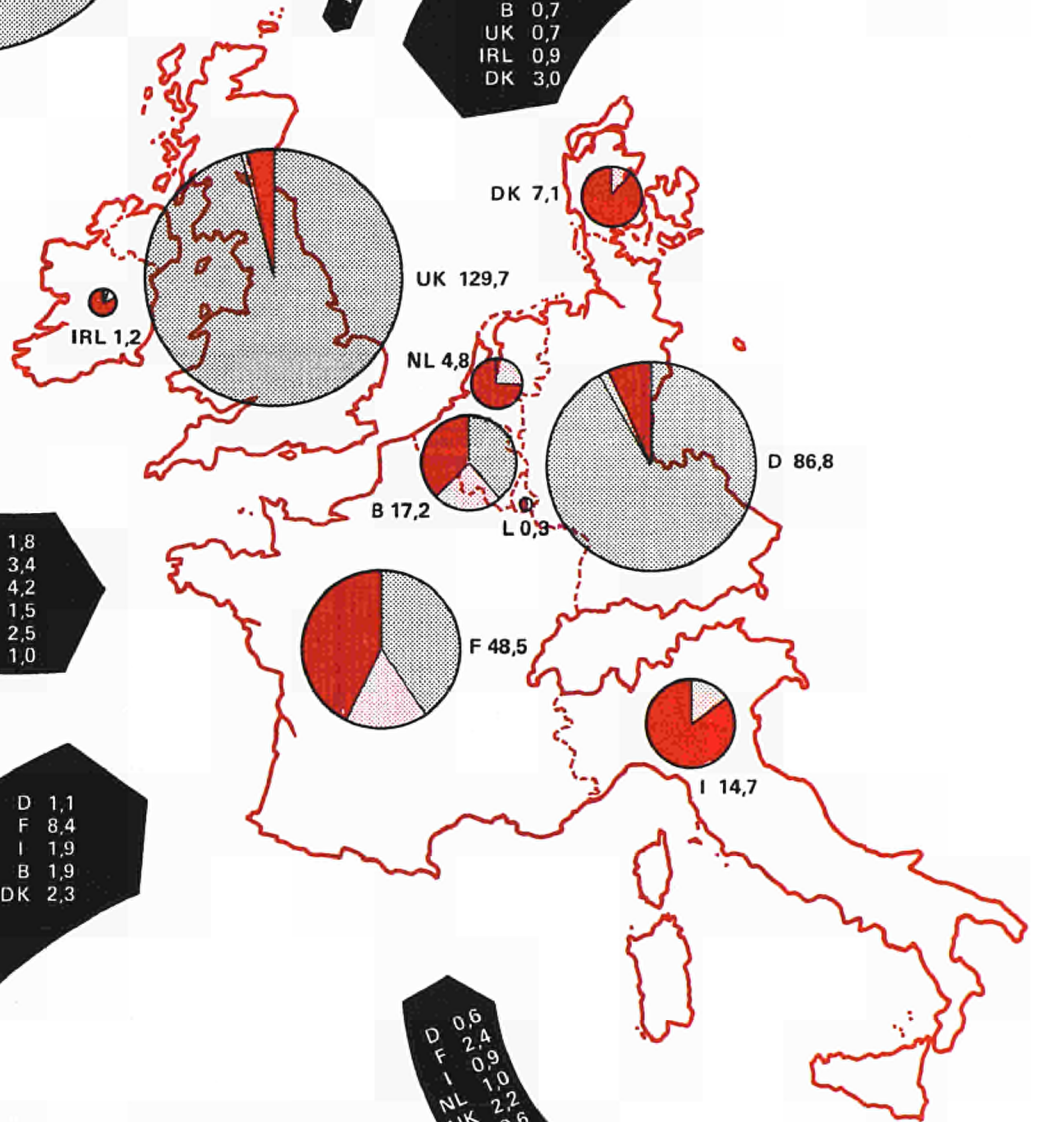 B 0,7
UK 0,7
IRL 0,9
DK 3,0
DK 7,1
UK 129,7
IRL 1,2
NL 4,8
D 86,8
B 17,2
L 0,3
1,8
3,4
4,2
1,5
2,5
1,0
F 48,5
I 14,7
D 1,1
F 8,4
I 1,9
B 1,9
DK 2,3
D 0,6
F 2,4
I 0,9
NL 1,0
UK 2,2